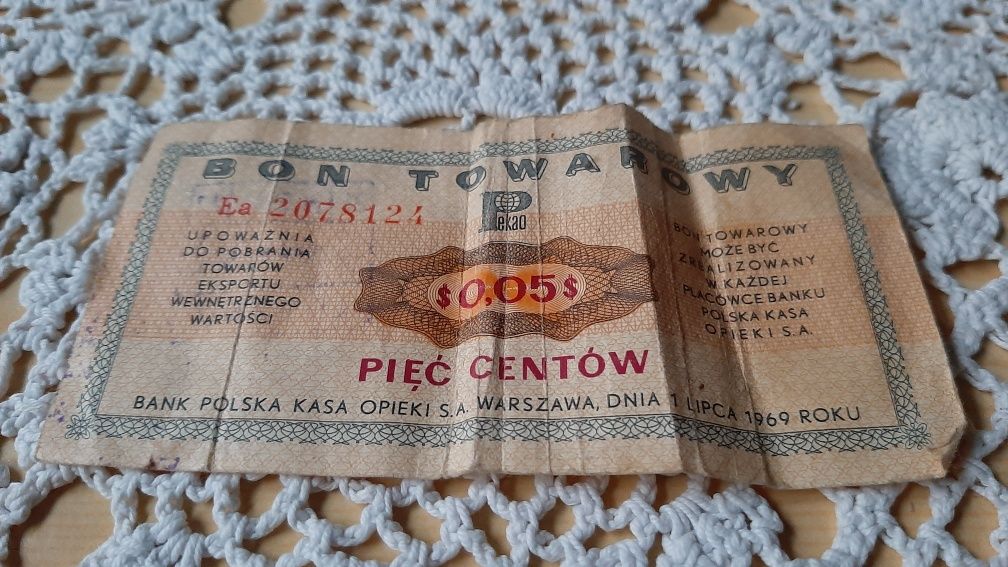 BON TOWAROWY
Ea 2078124
Pekao
UPOWAŻNIA
DO POBRANIA
TOWARÓW
EKSPORTU
WEWNĘTRZNEGO
WARTOŚCI
$0,05$
BON TOWAROWY
MOŻE BYĆ
ZREALIZOWANY
W KAŻDEJ
PLACÓWCE BANKU
POLSKA KASA
OPIEKI S.A.
PIĘĆ CENTÓW
BANK POLSKA KASA OPIEKI S.A. WARSZAWA, DNIA 1 LIPCA 1969 ROKU